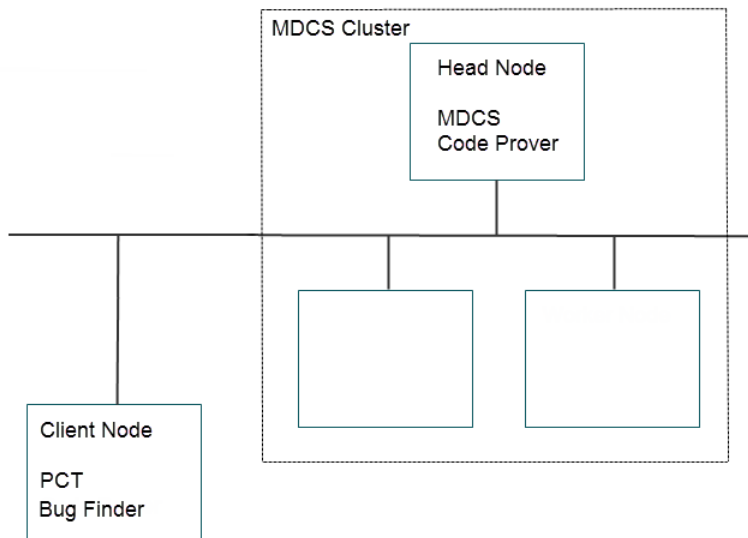 MDCS Cluster
Head Node
MDCS
Code Prover
Client Node
PCT
Bug Finder